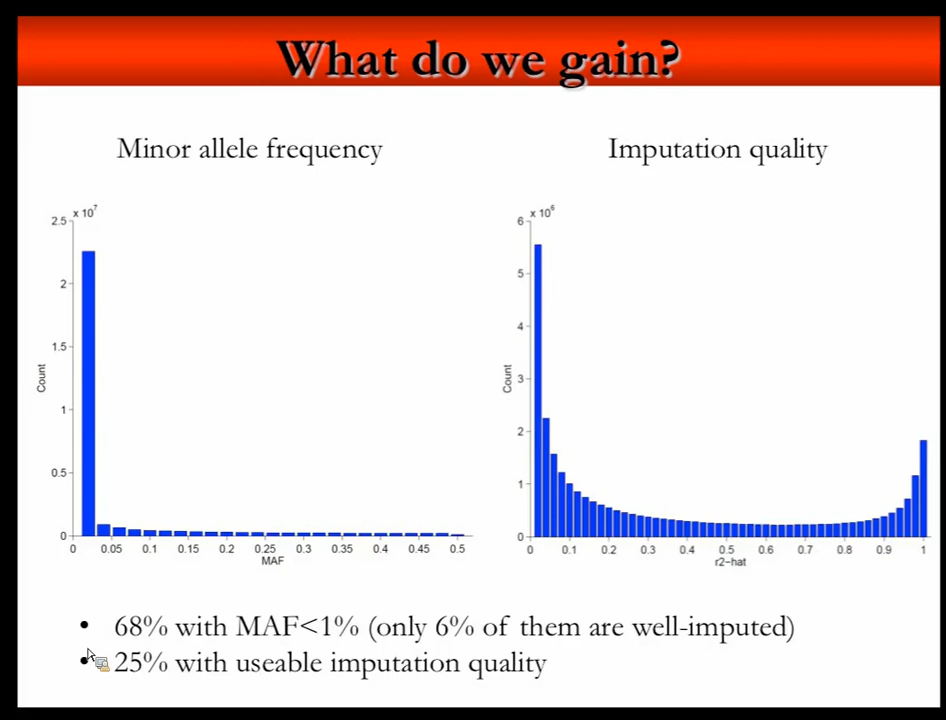 What do we gain?
Minor allele frequency
Imputation quality
x 10^7
2.5
2
1.5
1
0.5
0
Count
0 0.05 0.1 0.15 0.2 0.25 0.3 0.35 0.4 0.45 0.5
MAF
x 10^6
6
5
4
3
2
1
0
Count
0 0.1 0.2 0.3 0.4 0.5 0.6 0.7 0.8 0.9 1
r2-hat
• 68% with MAF<1% (only 6% of them are well-imputed)
• 25% with useable imputation quality